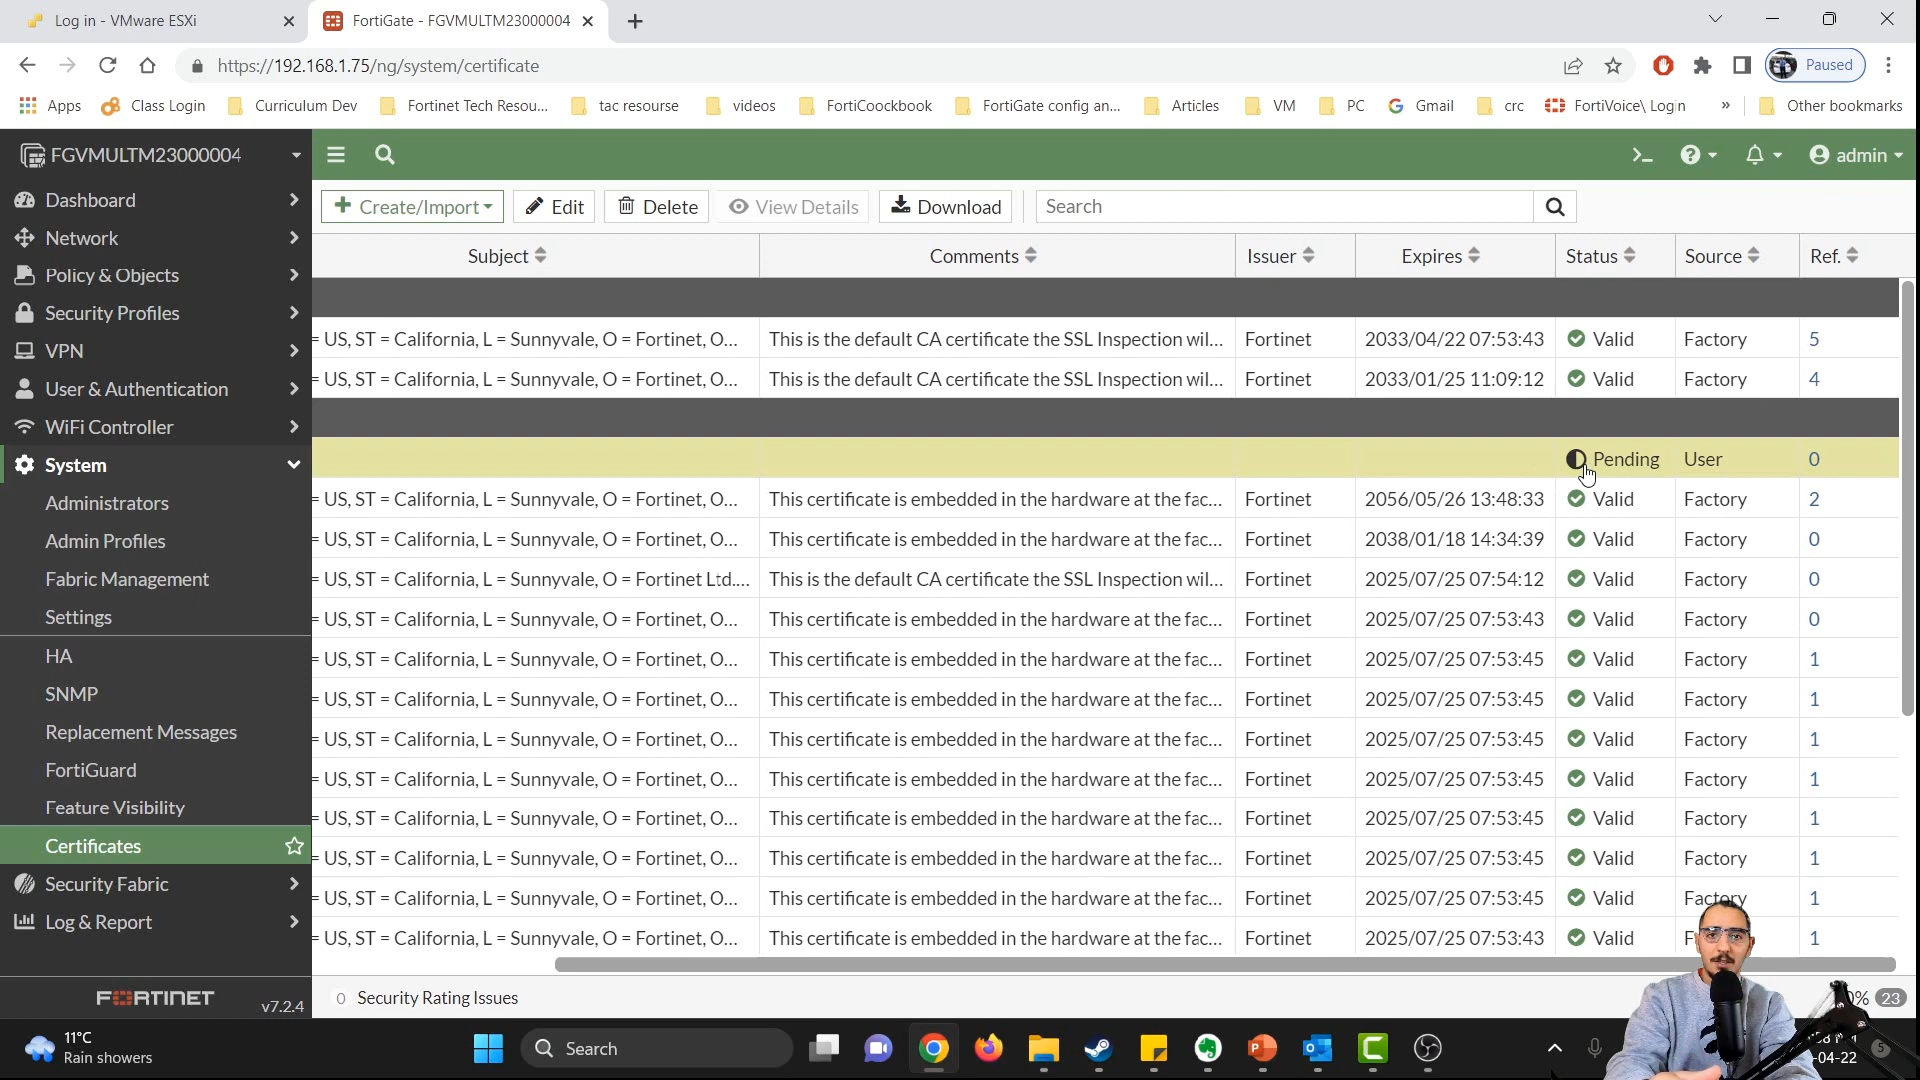 Log in - VMware ESXi
FortiGate - FGVMULTM23000004
https://192.168.1.75/ng/system/certificate
Paused
Apps
Class Login
Curriculum Dev
Fortinet Tech Resou...
tac resourse
videos
FortiCoockbook
FortiGate config an...
Articles
VM
PC
Gmail
crc
FortiVoice\ Login
»
Other bookmarks
FGVMULTM23000004
admin
Dashboard
Network
Policy & Objects
Security Profiles
VPN
User & Authentication
WiFi Controller
System
Administrators
Admin Profiles
Fabric Management
Settings
HA
SNMP
Replacement Messages
FortiGuard
Feature Visibility
Certificates
Security Fabric
Log & Report
FORTINET
v7.2.4
Create/Import
Edit
Delete
View Details
Download
Search
Subject Comments Issuer Expires Status Source Ref.
= US, ST = California, L = Sunnyvale, O = Fortinet, O... This is the default CA certificate the SSL Inspection wil... Fortinet 2033/04/22 07:53:43 Valid Factory 5
= US, ST = California, L = Sunnyvale, O = Fortinet, O... This is the default CA certificate the SSL Inspection wil... Fortinet 2033/01/25 11:09:12 Valid Factory 4
Pending User 0
= US, ST = California, L = Sunnyvale, O = Fortinet, O... This certificate is embedded in the hardware at the fac... Fortinet 2056/05/26 13:48:33 Valid Factory 2
= US, ST = California, L = Sunnyvale, O = Fortinet, O... This certificate is embedded in the hardware at the fac... Fortinet 2038/01/18 14:34:39 Valid Factory 0
= US, ST = California, L = Sunnyvale, O = Fortinet Ltd.... This is the default CA certificate the SSL Inspection wil... Fortinet 2025/07/25 07:54:12 Valid Factory 0
= US, ST = California, L = Sunnyvale, O = Fortinet, O... This certificate is embedded in the hardware at the fac... Fortinet 2025/07/25 07:53:43 Valid Factory 0
= US, ST = California, L = Sunnyvale, O = Fortinet, O... This certificate is embedded in the hardware at the fac... Fortinet 2025/07/25 07:53:45 Valid Factory 1
= US, ST = California, L = Sunnyvale, O = Fortinet, O... This certificate is embedded in the hardware at the fac... Fortinet 2025/07/25 07:53:45 Valid Factory 1
= US, ST = California, L = Sunnyvale, O = Fortinet, O... This certificate is embedded in the hardware at the fac... Fortinet 2025/07/25 07:53:45 Valid Factory 1
= US, ST = California, L = Sunnyvale, O = Fortinet, O... This certificate is embedded in the hardware at the fac... Fortinet 2025/07/25 07:53:45 Valid Factory 1
= US, ST = California, L = Sunnyvale, O = Fortinet, O... This certificate is embedded in the hardware at the fac... Fortinet 2025/07/25 07:53:45 Valid Factory 1
= US, ST = California, L = Sunnyvale, O = Fortinet, O... This certificate is embedded in the hardware at the fac... Fortinet 2025/07/25 07:53:45 Valid Factory 1
= US, ST = California, L = Sunnyvale, O = Fortinet, O... This certificate is embedded in the hardware at the fac... Fortinet 2025/07/25 07:53:45 Valid Factory 1
= US, ST = California, L = Sunnyvale, O = Fortinet, O... This certificate is embedded in the hardware at the fac... Fortinet 2025/07/25 07:53:43 Valid 1
0 Security Rating Issues
23
11°C
Rain showers
Search
-04-22
5